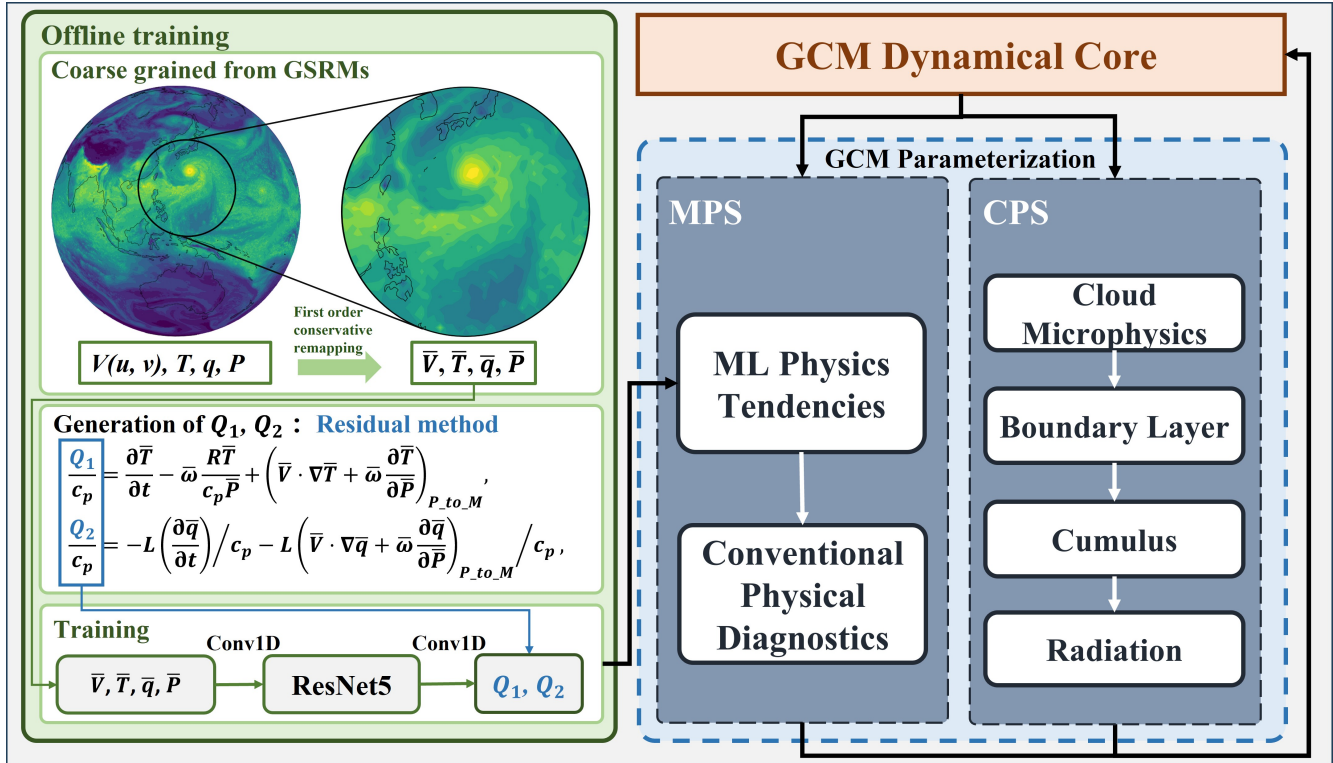 Offline training
Coarse grained from GSRMs
First order
conservative
remapping
V(u, v), T, q, P
V̅, T̅, q̅, P̅
Generation of Q₁, Q₂ : Residual method
Q₁/c_p = ∂T̅/∂t − ω̅ RT̅/c_pP̅ + (V̅ · ∇T̅ + ω̅ ∂T̅/∂P̅)_P_to_M,
Q₂/c_p = −L(∂q̅/∂t)/c_p − L(V̅ · ∇q̅ + ω̅ ∂q̅/∂P̅)_P_to_M/c_p,
Training
V̅, T̅, q̅, P̅
Conv1D
ResNet5
Conv1D
Q₁, Q₂
GCM Dynamical Core
GCM Parameterization
MPS
ML Physics
Tendencies
Conventional
Physical
Diagnostics
CPS
Cloud
Microphysics
Boundary Layer
Cumulus
Radiation